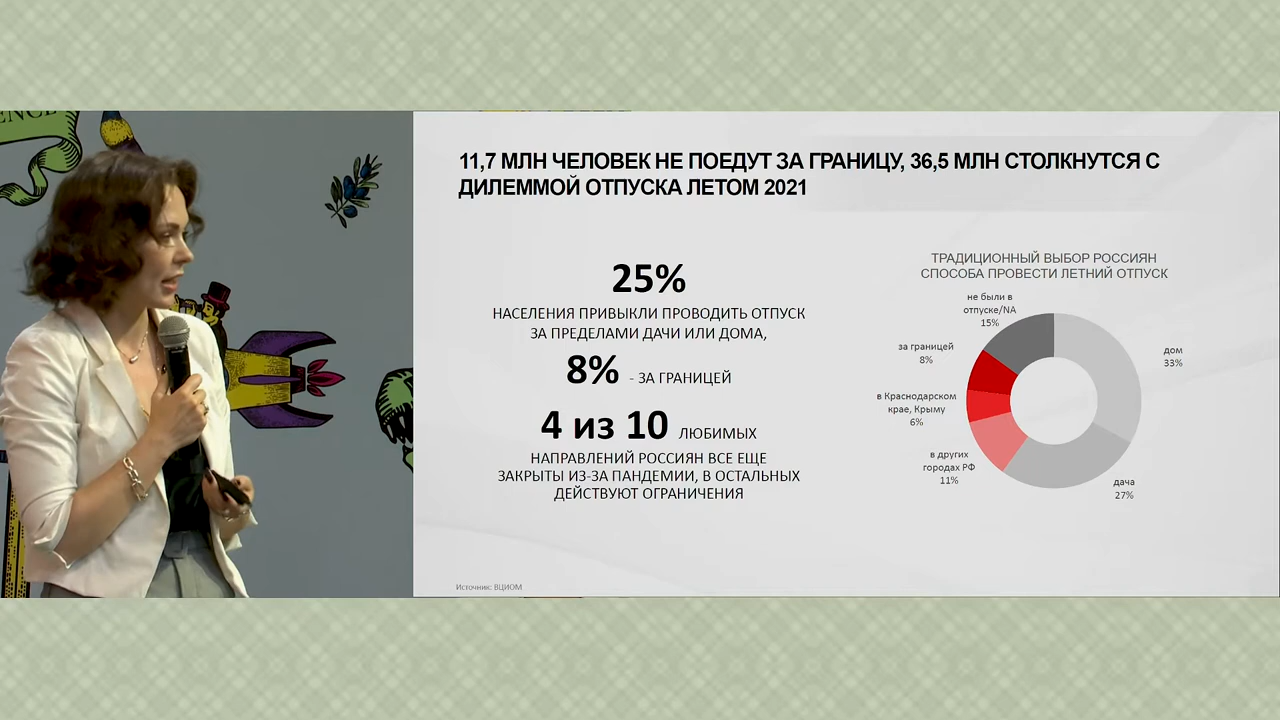 11,7 МЛН ЧЕЛОВЕК НЕ ПОЕДУТ ЗА ГРАНИЦУ, 36,5 МЛН СТОЛКНУТСЯ С
ДИЛЕММОЙ ОТПУСКА ЛЕТОМ 2021
25%
НАСЕЛЕНИЯ ПРИВЫКЛИ ПРОВОДИТЬ ОТПУСК
ЗА ПРЕДЕЛАМИ ДАЧИ ИЛИ ДОМА,
8% - ЗА ГРАНИЦЕЙ
4 из 10 ЛЮБИМЫХ
НАПРАВЛЕНИЙ РОССИЯН ВСЕ ЕЩЕ
ЗАКРЫТЫ ИЗ-ЗА ПАНДЕМИИ, В ОСТАЛЬНЫХ
ДЕЙСТВУЮТ ОГРАНИЧЕНИЯ
ТРАДИЦИОННЫЙ ВЫБОР РОССИЯН
СПОСОБА ПРОВЕСТИ ЛЕТНИЙ ОТПУСК
не были в
отпуске/NA
15%
за границей
8%
в Краснодарском
крае, Крыму
6%
в других
городах РФ
11%
дом
33%
дача
27%
Источник: ВЦИОМ